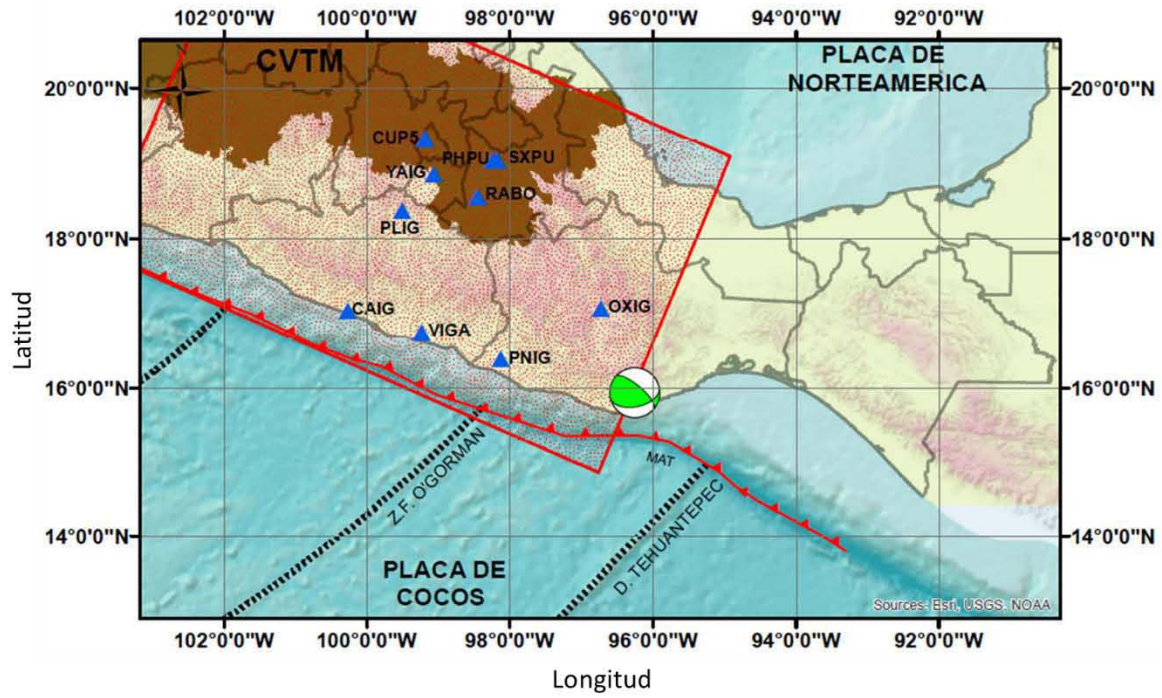 102°0'0"W 100°0'0"W 98°0'0"W 96°0'0"W 94°0'0"W 92°0'0"W
CVTM
PLACA DE
NORTEAMERICA
20°0'0"N
20°0'0"N
CUP5
PHPU
SXPU
YAIG
RABO
PLIG
18°0'0"N
18°0'0"N
Latitud
CAIG
OXIG
VIGA
PNIG
16°0'0"N
16°0'0"N
MAT
Z.F. O'GORMAN
D. TEHUANTEPEC
14°0'0"N
14°0'0"N
PLACA DE
COCOS
Sources: Esri, USGS, NOAA
102°0'0"W 100°0'0"W 98°0'0"W 96°0'0"W 94°0'0"W 92°0'0"W
Longitud